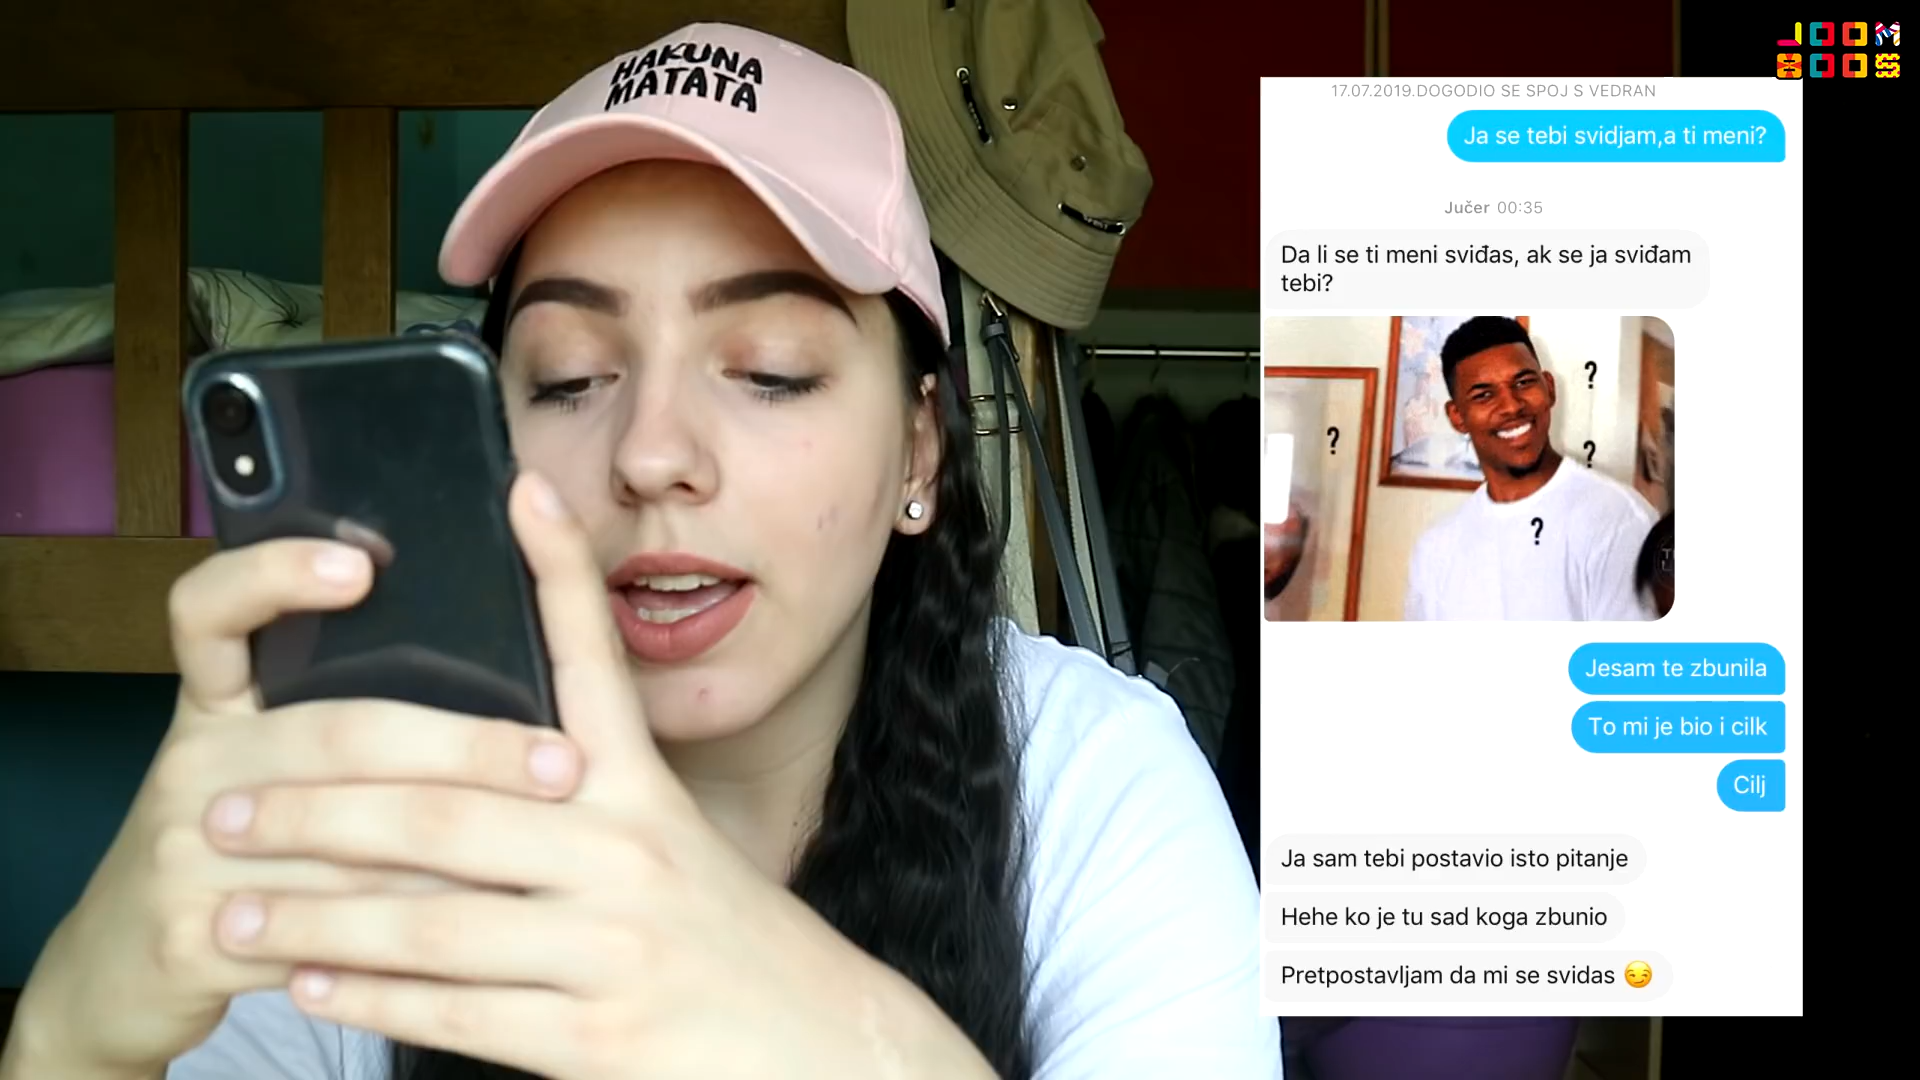 HAKUNA
MATATA
JOOM
BOOS
17.07.2019.DOGODIO SE SPOJ S VEDRAN
Ja se tebi svidjam,a ti meni?
Jučer 00:35
Da li se ti meni sviđas, ak se ja sviđam
tebi?
?
?
?
?
Jesam te zbunila
To mi je bio i cilk
Cilj
Ja sam tebi postavio isto pitanje
Hehe ko je tu sad koga zbunio
Pretpostavljam da mi se svidas 😏